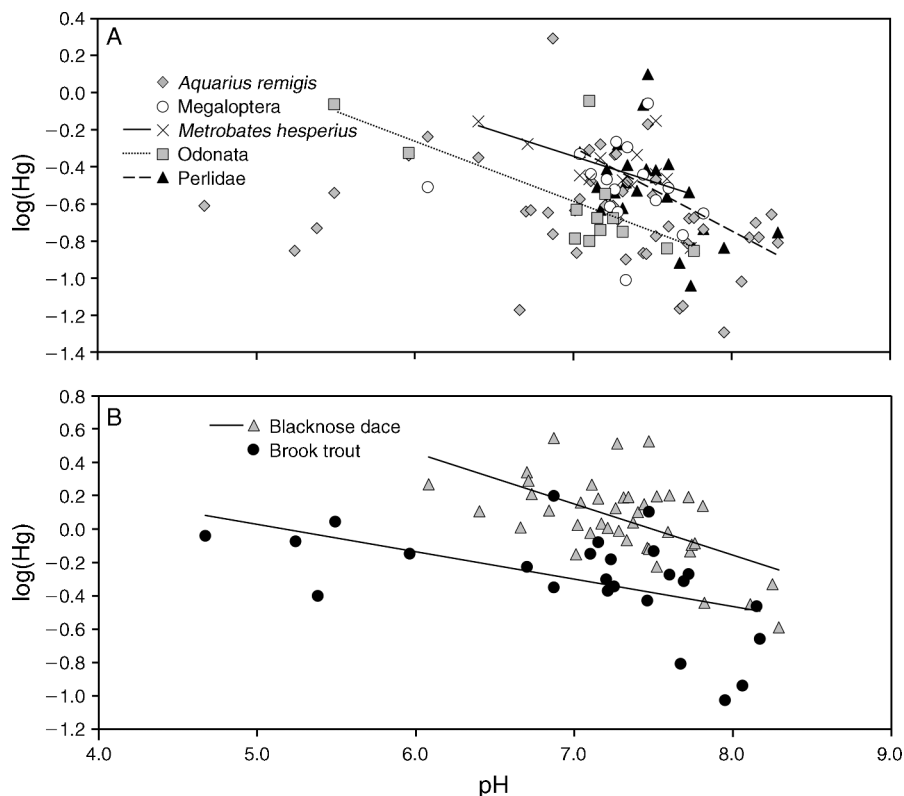 A
0.4
0.2
0.0
−0.2
−0.4
−0.6
−0.8
−1.0
−1.2
−1.4
log(Hg)
Aquarius remigis
Megaloptera
Metrobates hesperius
Odonata
Perlidae
B
0.8
0.6
0.4
0.2
0.0
−0.2
−0.4
−0.6
−0.8
−1.0
−1.2
log(Hg)
Blacknose dace
Brook trout
4.0 5.0 6.0 7.0 8.0 9.0
pH